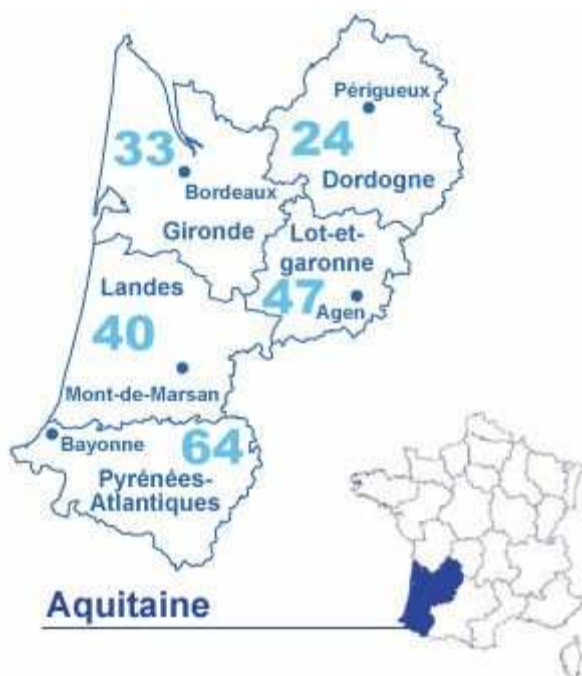 Périgueux
33
24
Dordogne
Bordeaux
Gironde
Lot-et-
garonne
Landes
47
Agen
40
Mont-de-Marsan
Bayonne
64
Pyrénées-
Atlantiques
Aquitaine